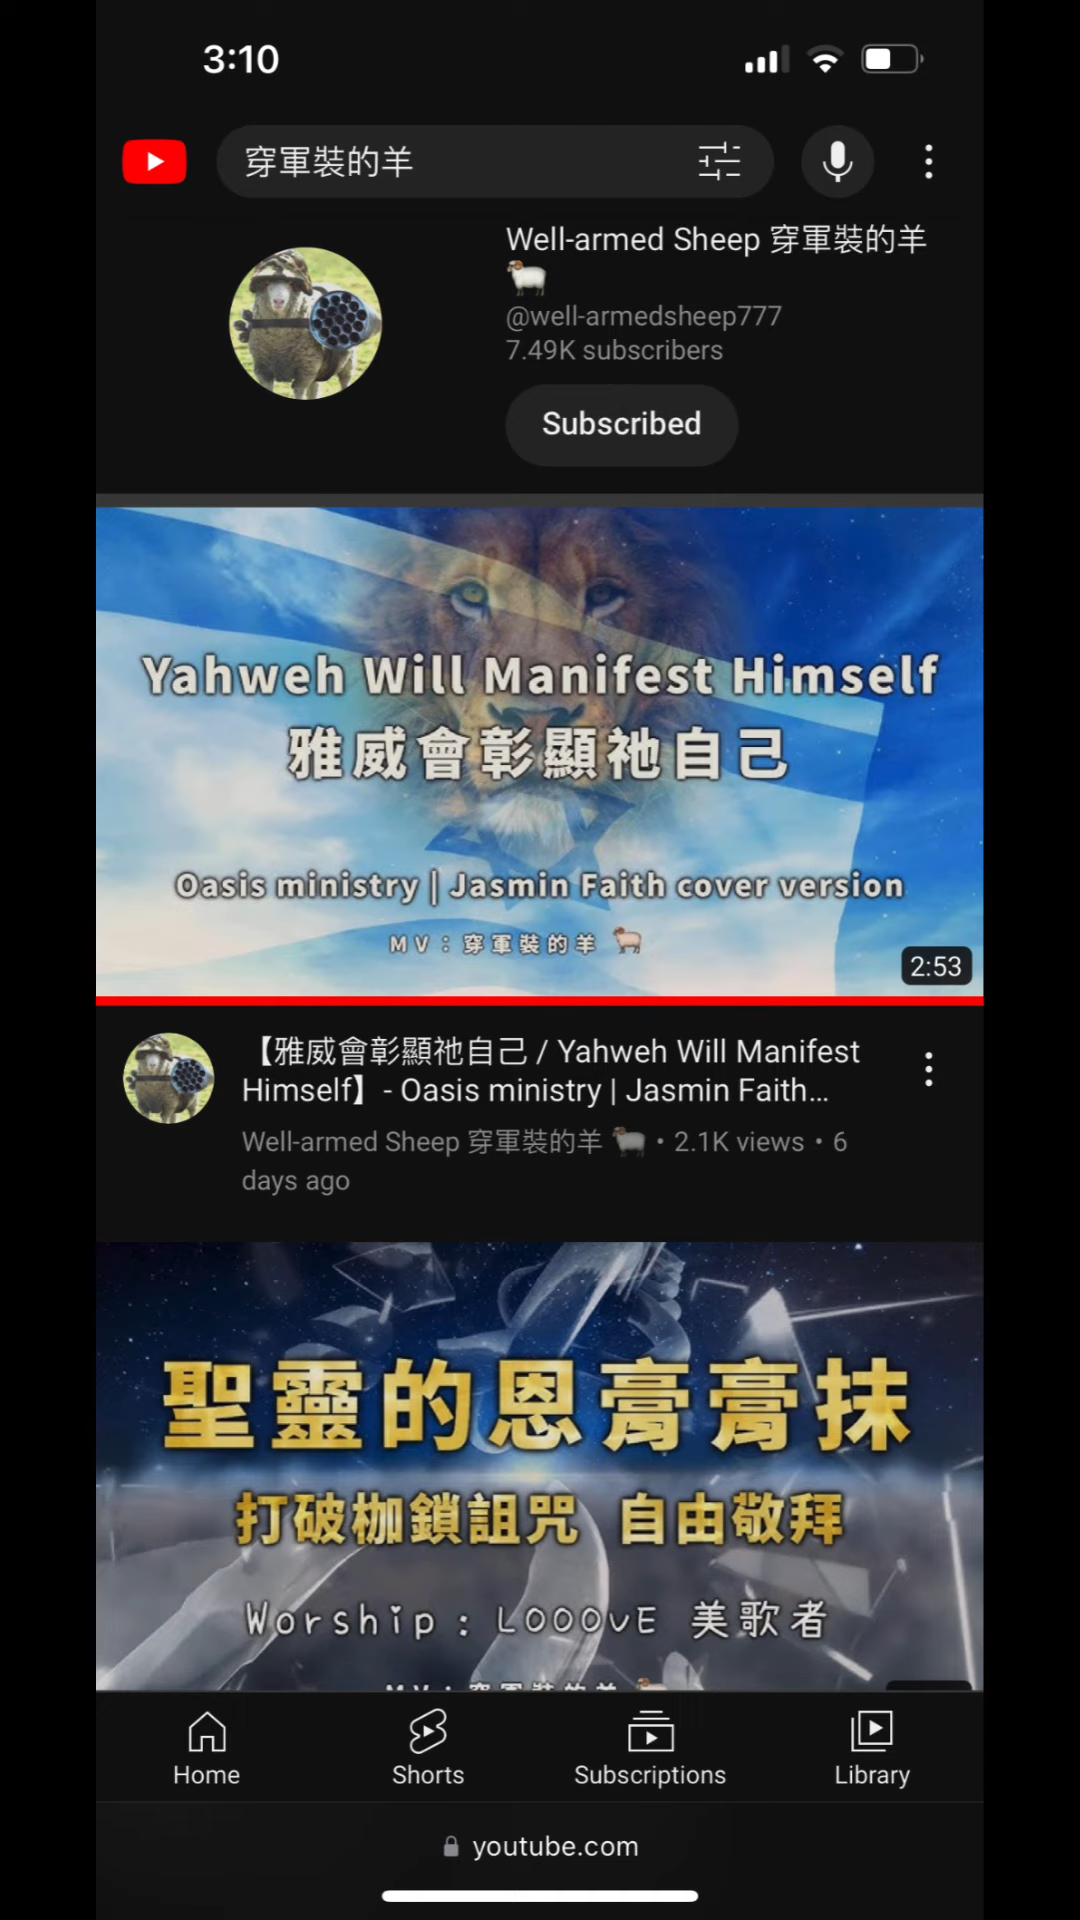 3:10
穿軍裝的羊
Well-armed Sheep 穿軍裝的羊
🐏
@well-armedsheep777
7.49K subscribers
Subscribed
Yahweh Will Manifest Himself
雅威會彰顯祂自己
Oasis ministry | Jasmin Faith cover version
MV：穿軍裝的羊 🐏
2:53
【雅威會彰顯祂自己 / Yahweh Will Manifest
Himself】- Oasis ministry | Jasmin Faith...
Well-armed Sheep 穿軍裝的羊 🐏 • 2.1K views • 6
days ago
聖靈的恩膏膏抹
打破枷鎖詛咒 自由敬拜
Worship : LOOOVE 美歌者
Home
Shorts
Subscriptions
Library
youtube.com